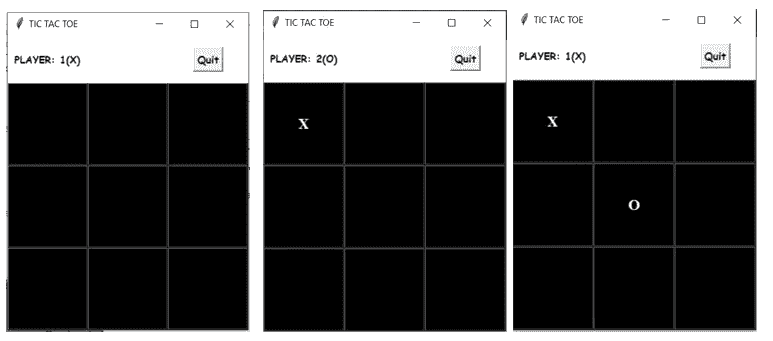 TIC TAC TOE
PLAYER: 1(X)
Quit
TIC TAC TOE
PLAYER: 2(O)
Quit
X
TIC TAC TOE
PLAYER: 1(X)
Quit
X
O